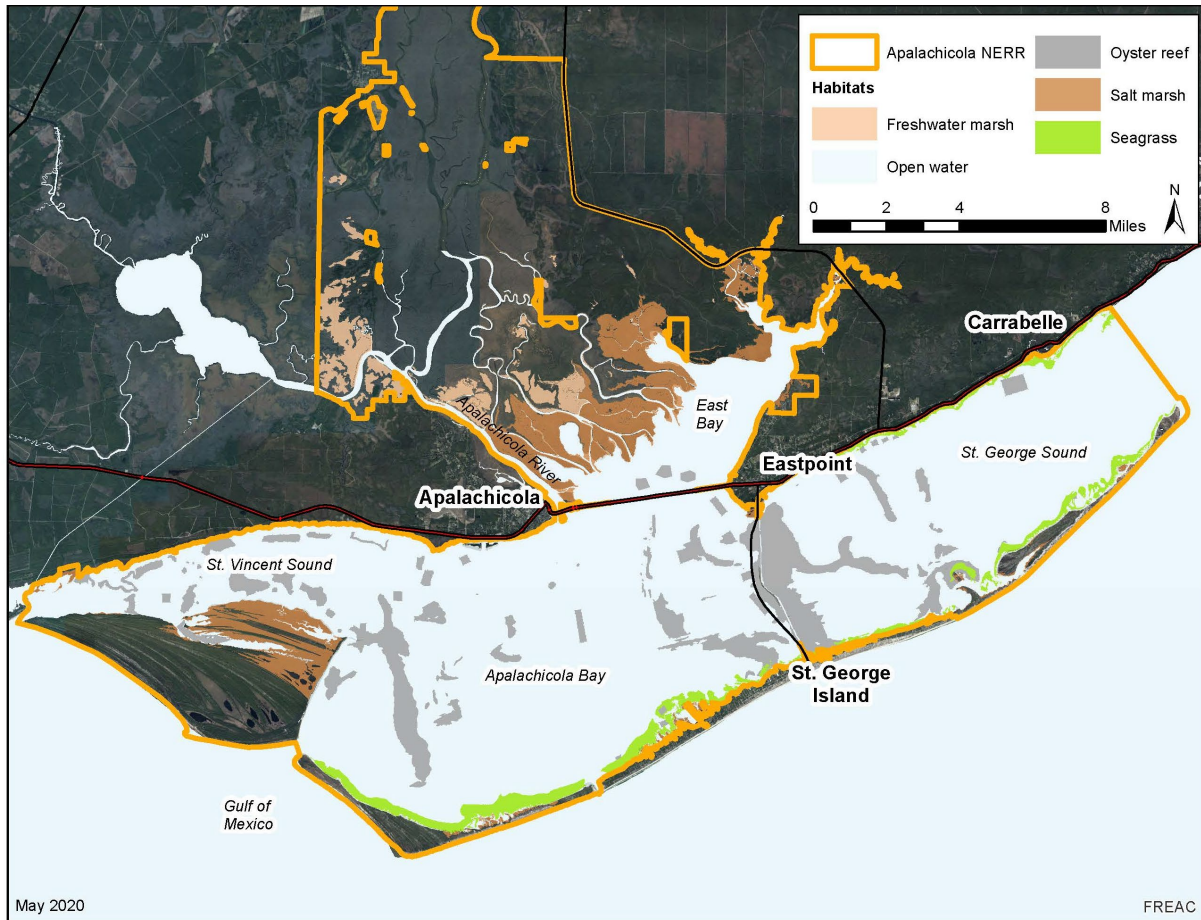 Apalachicola NERR
Habitats
Freshwater marsh
Open water
Oyster reef
Salt marsh
Seagrass
0 2 4 8
Miles
N
Carrabelle
East
Bay
Apalachicola River
St. George Sound
Eastpoint
Apalachicola
St. Vincent Sound
Apalachicola Bay
St. George
Island
Gulf of
Mexico
May 2020
FREAC